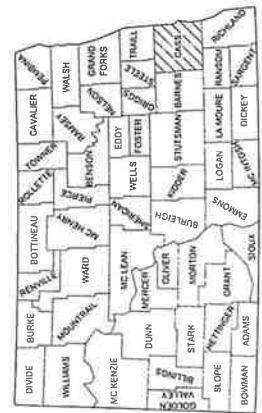 DIVIDE
BURKE
RENVILLE
BOTTINEAU
ROLLETTE
TOWNER
CAVALIER
PEMBINA
WILLIAMS
MOUNTRAIL
WARD
MC HENRY
PIERCE
BENSON
RAMSEY
WALSH
NELSON
GRAND
FORKS
MC KENZIE
DUNN
MERCER
MC LEAN
SHERIDAN
WELLS
EDDY
FOSTER
GRIGGS
STEELE
TRAILL
GOLDEN
VALLEY
BILLINGS
STARK
OLIVER
MORTON
BURLEIGH
KIDDER
STUTSMAN
BARNES
CASS
SLOPE
HETTINGER
GRANT
BOWMAN
ADAMS
SIOUX
EMMONS
LOGAN
MC INTOSH
LA MOURE
DICKEY
RANSOM
SARGENT
RICHLAND